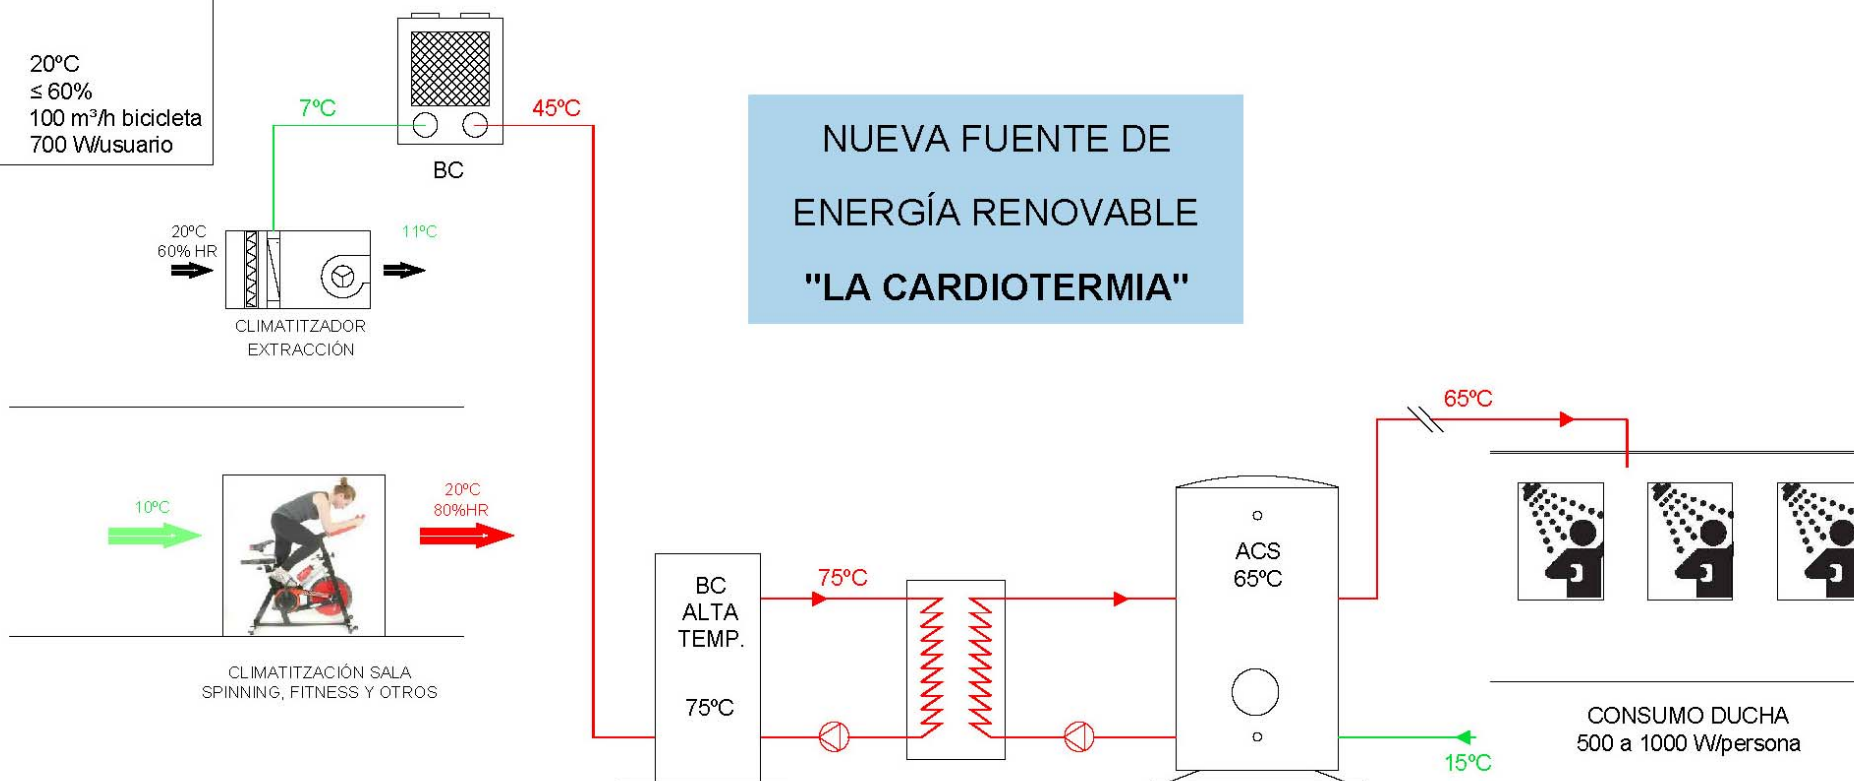 20ºC
≤ 60%
100 m³/h bicicleta
700 W/usuario
7ºC
45ºC
BC
20ºC
60% HR
11ºC
CLIMATITZADOR
EXTRACCIÓN
NUEVA FUENTE DE
ENERGÍA RENOVABLE
"LA CARDIOTERMIA"
10ºC
20ºC
80%HR
CLIMATITZACIÓN SALA
SPINNING, FITNESS Y OTROS
BC
ALTA
TEMP.
75ºC
75ºC
ACS
65ºC
65ºC
15ºC
CONSUMO DUCHA
500 a 1000 W/persona